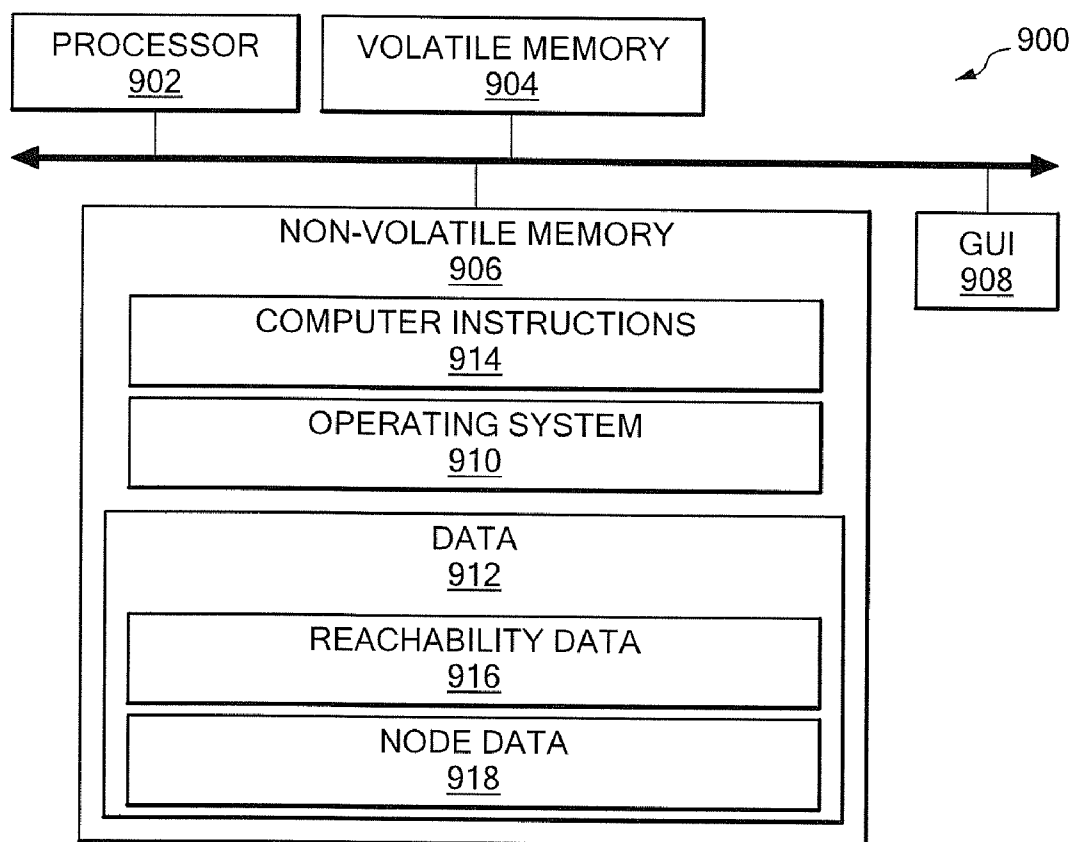 PROCESSOR
902
VOLATILE MEMORY
904
900
NON-VOLATILE MEMORY
906
GUI
908
COMPUTER INSTRUCTIONS
914
OPERATING SYSTEM
910
DATA
912
REACHABILITY DATA
916
NODE DATA
918